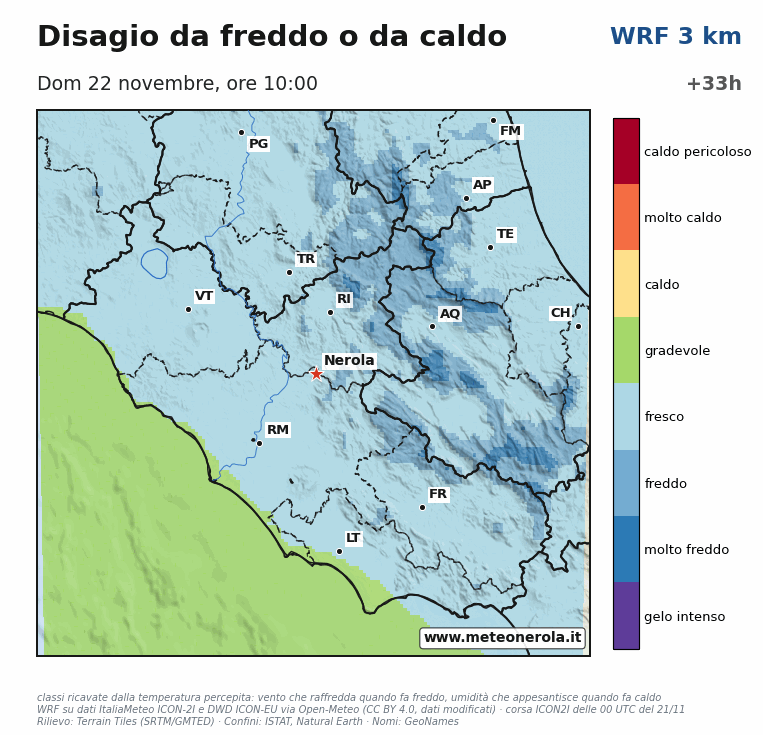 Disagio da freddo o da caldo
WRF 3 km
Dom 22 novembre, ore 10:00
+33h
PG
FM
AP
TE
TR
VT
RI
AQ
CH
Nerola
RM
FR
LT
www.meteonerola.it
caldo pericoloso
molto caldo
caldo
gradevole
fresco
freddo
molto freddo
gelo intenso
classi ricavate dalla temperatura percepita: vento che raffredda quando fa freddo, umidità che appesantisce quando fa caldo
WRF su dati ItaliaMeteo ICON-2I e DWD ICON-EU via Open-Meteo (CC BY 4.0, dati modificati) · corsa ICON2I delle 00 UTC del 21/11
Rilievo: Terrain Tiles (SRTM/GMTED) · Confini: ISTAT, Natural Earth · Nomi: GeoNames